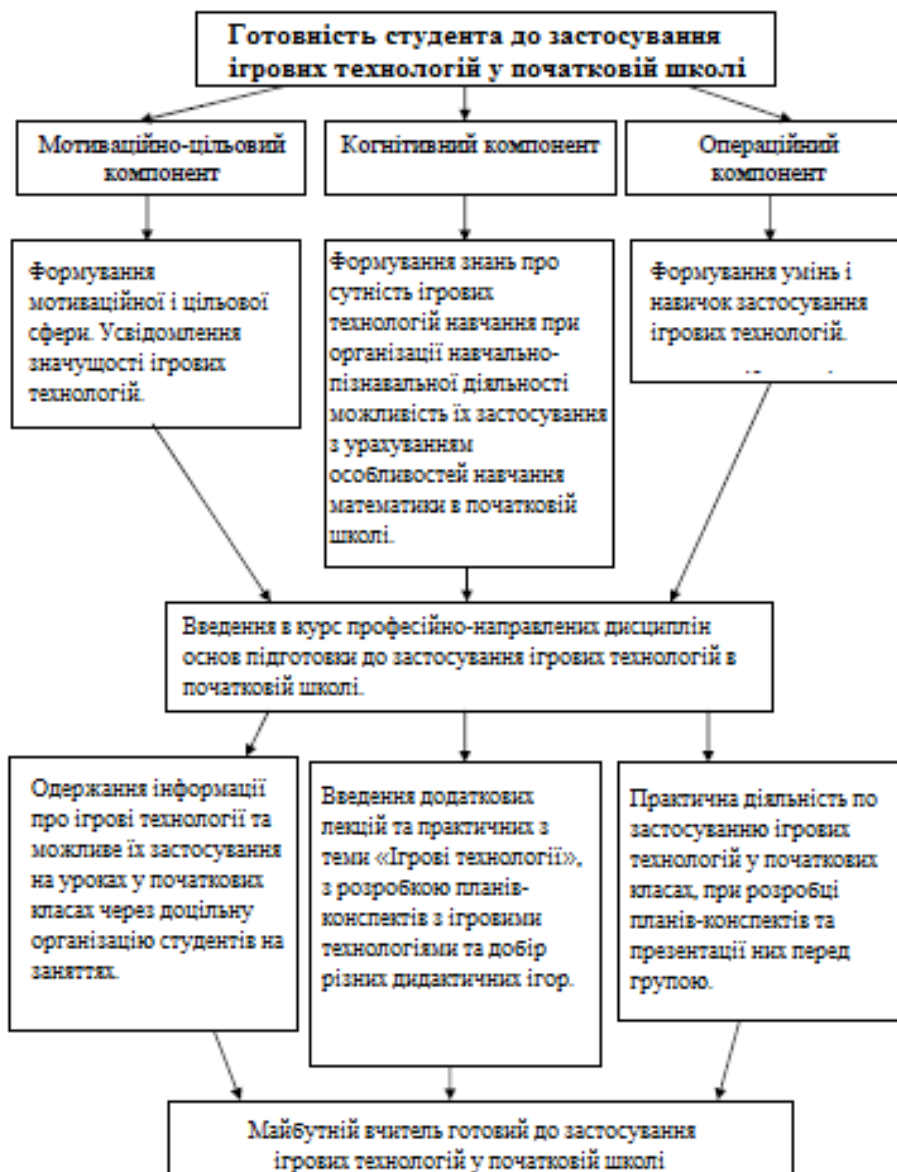 Готовність студента до застосування
ігрових технологій у початковій школі
Мотиваційно-цільовий
компонент
Когнітивний компонент
Операційний
компонент
Формування
мотиваційної і цільової
сфери. Усвідомлення
значущості ігрових
технологій.
Формування знань про
сутність ігрових
технологій навчання при
організації навчально-
пізнавальної діяльності
можливість їх застосування
з урахуванням
особливостей навчання
математики в початковій
школі.
Формування умінь і
навичок застосування
ігрових технологій.
Введення в курс професійно-направлених дисциплін
основ підготовки до застосування ігрових технологій в
початковій школі.
Одержання інформації
про ігрові технології та
можливе їх застосування
на уроках у початкових
класах через доцільну
організацію студентів на
заняттях.
Введення додаткових
лекцій та практичних з
теми «Ігрові технології»,
з розробкою планів-
конспектів з ігровими
технологіями та добір
різних дидактичних ігор.
Практична діяльність по
застосуванню ігрових
технологій у початкових
класах, при розробці
планів-конспектів та
презентації них перед
групою.
Майбутній вчитель готовий до застосування
ігрових технологій у початковій школі